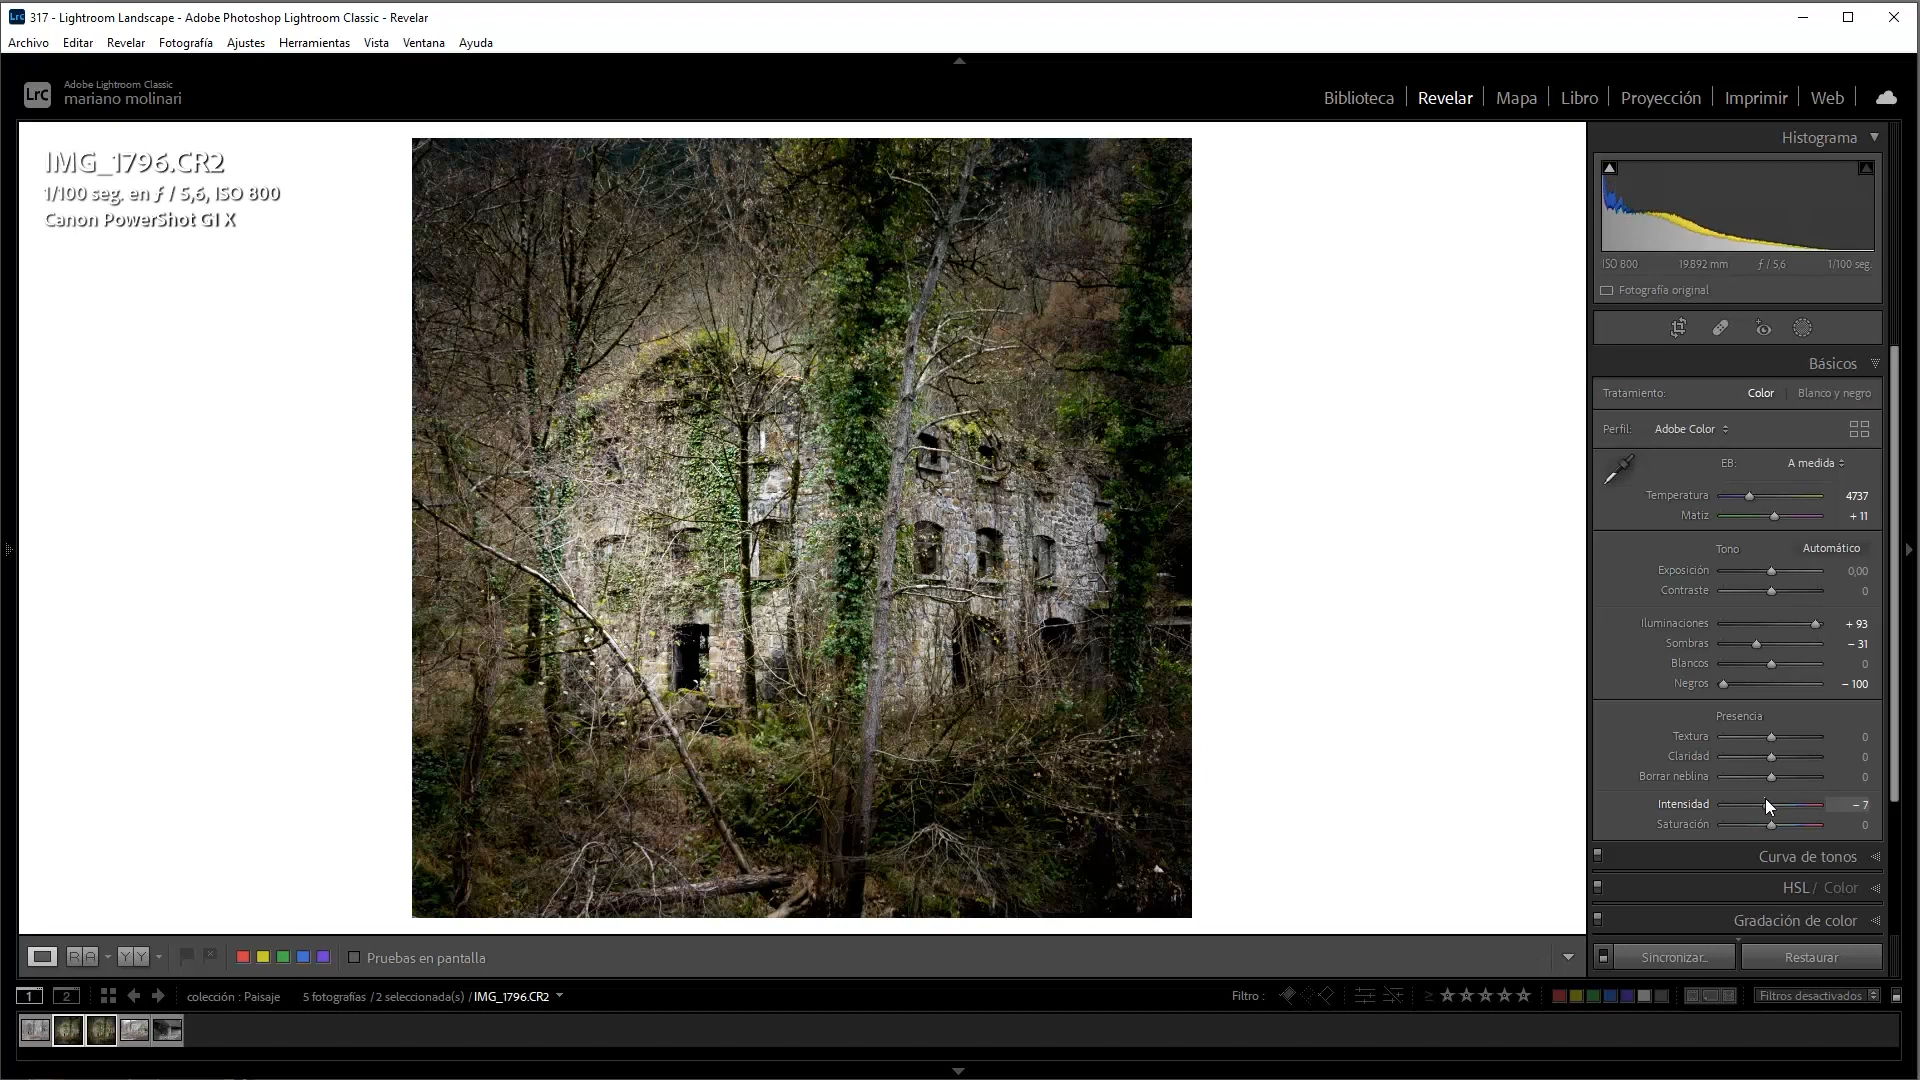 317 - Lightroom Landscape - Adobe Photoshop Lightroom Classic - Revelar
Archivo Editar Revelar Fotografía Ajustes Herramientas Vista Ventana Ayuda
Lrc
Adobe Lightroom Classic
mariano molinari
Biblioteca | Revelar | Mapa | Libro | Proyección | Imprimir | Web |
IMG_1796.CR2
1/100 seg. en ƒ / 5,6, ISO 800
Canon PowerShot G1 X
Histograma
ISO 800 19.892 mm ƒ / 5,6 1/100 seg.
Fotografía original
Básicos
Tratamiento: Color | Blanco y negro
Perfil: Adobe Color
EB: A medida
Temperatura 4737
Matiz + 11
Tono Automático
Exposición 0,00
Contraste 0
Iluminaciones + 93
Sombras – 31
Blancos 0
Negros – 100
Presencia
Textura 0
Claridad 0
Borrar neblina 0
Intensidad – 7
Saturación 0
Curva de tonos
HSL / Color
Gradación de color
Sincronizar... Restaurar
R A Y Y Pruebas en pantalla
1 2 colección : Paisaje 5 fotografías / 2 seleccionada(s) / IMG_1796.CR2 Filtro : ≥ Filtros desactivados